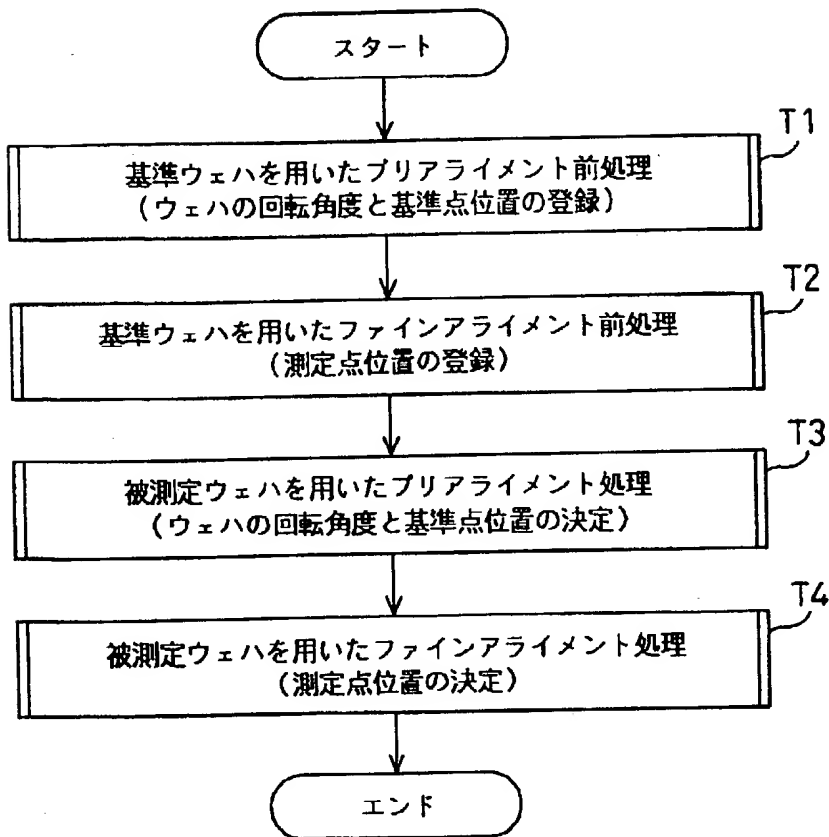 スタート
T1
基準ウェハを用いたプリアライメント前処理
(ウェハの回転角度と基準点位置の登録)
T2
基準ウェハを用いたファインアライメント前処理
(測定点位置の登録)
T3
被測定ウェハを用いたプリアライメント処理
(ウェハの回転角度と基準点位置の決定)
T4
被測定ウェハを用いたファインアライメント処理
(測定点位置の決定)
エンド